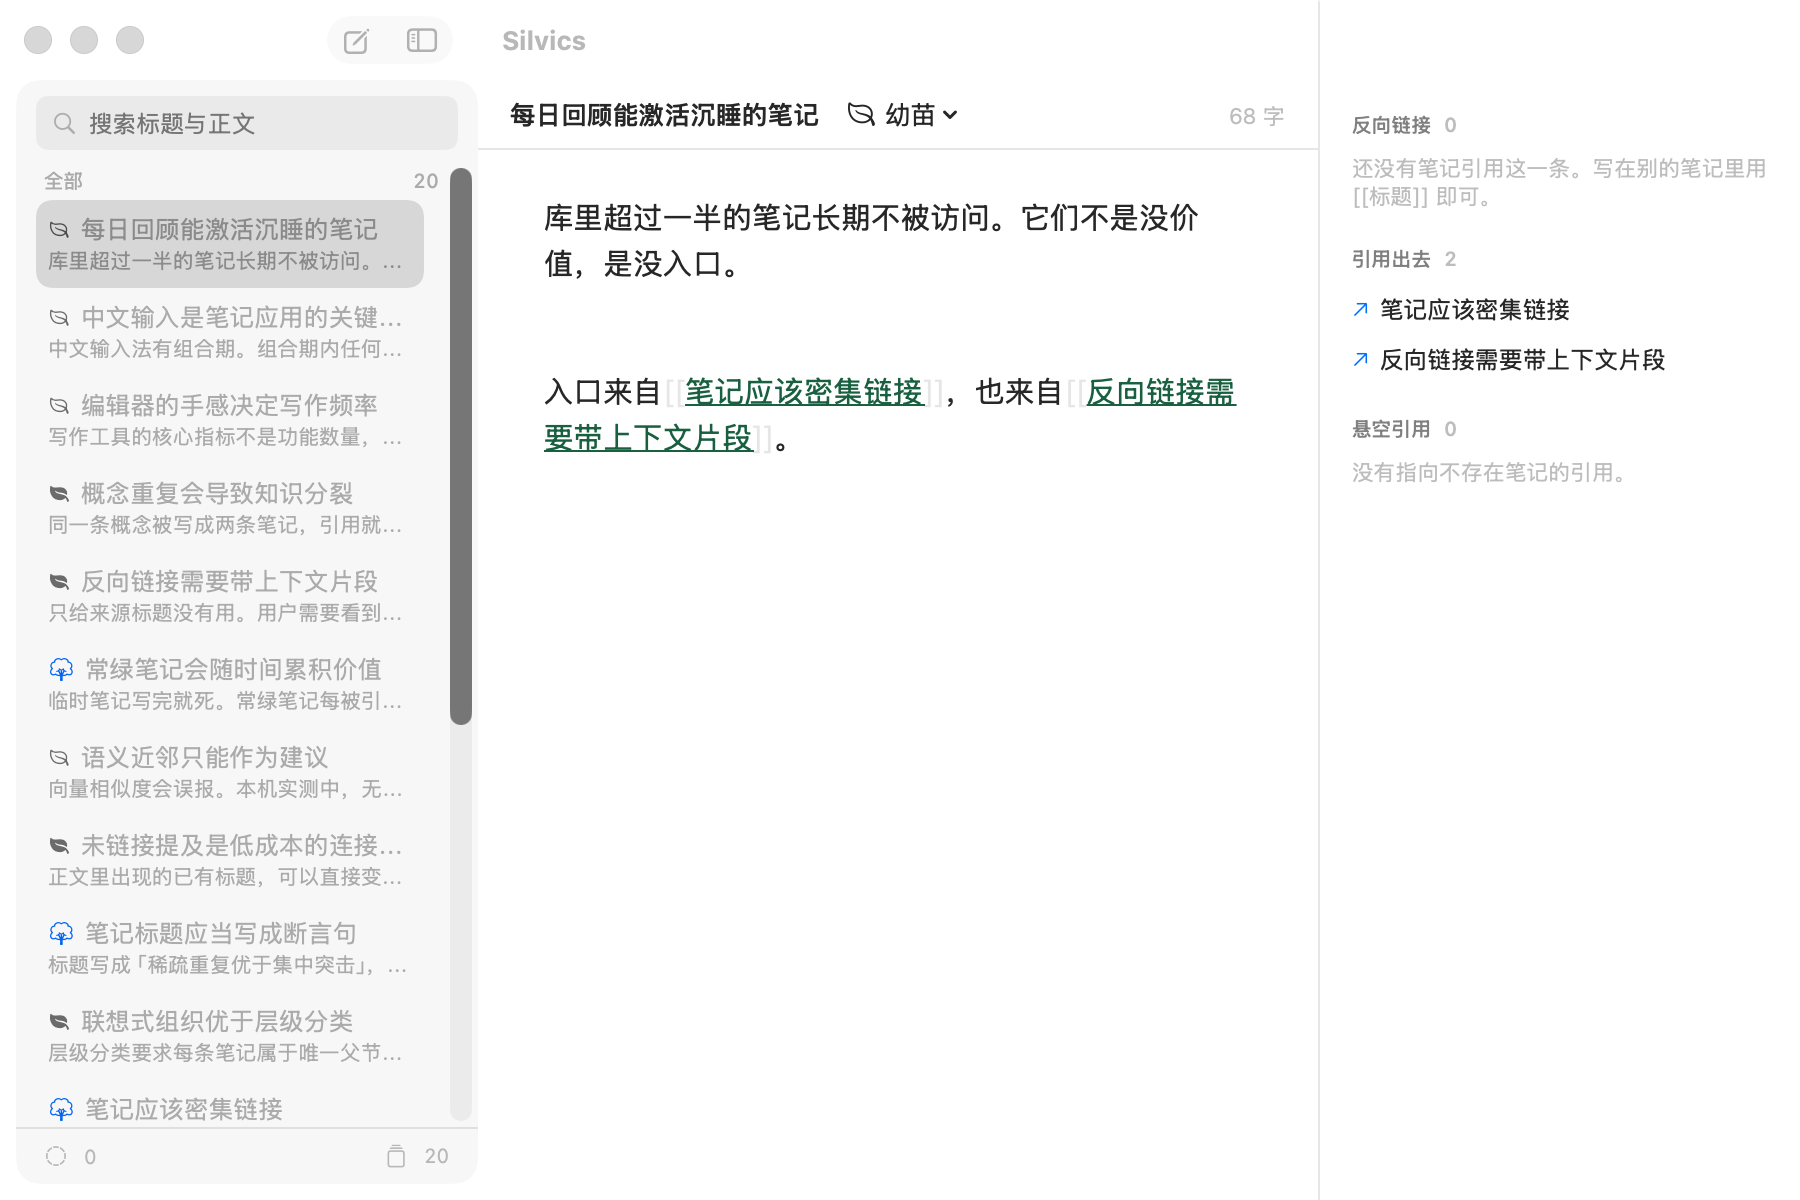 Silvics
搜索标题与正文
全部 20
每日回顾能激活沉睡的笔记
库里超过一半的笔记长期不被访问。…
中文输入是笔记应用的关键…
中文输入法有组合期。组合期内任何…
编辑器的手感决定写作频率
写作工具的核心指标不是功能数量，…
概念重复会导致知识分裂
同一条概念被写成两条笔记，引用就…
反向链接需要带上下文片段
只给来源标题没有用。用户需要看到…
常绿笔记会随时间累积价值
临时笔记写完就死。常绿笔记每被引…
语义近邻只能作为建议
向量相似度会误报。本机实测中，无…
未链接提及是低成本的连接…
正文里出现的已有标题，可以直接变…
笔记标题应当写成断言句
标题写成「稀疏重复优于集中突击」，…
联想式组织优于层级分类
层级分类要求每条笔记属于唯一父节…
笔记应该密集链接
0 20
每日回顾能激活沉睡的笔记 幼苗 68 字
库里超过一半的笔记长期不被访问。它们不是没价
值，是没入口。
入口来自[[笔记应该密集链接]]，也来自[[反向链接需
要带上下文片段]]。
反向链接 0
还没有笔记引用这一条。写在别的笔记里用
[[标题]] 即可。
引用出去 2
笔记应该密集链接
反向链接需要带上下文片段
悬空引用 0
没有指向不存在笔记的引用。